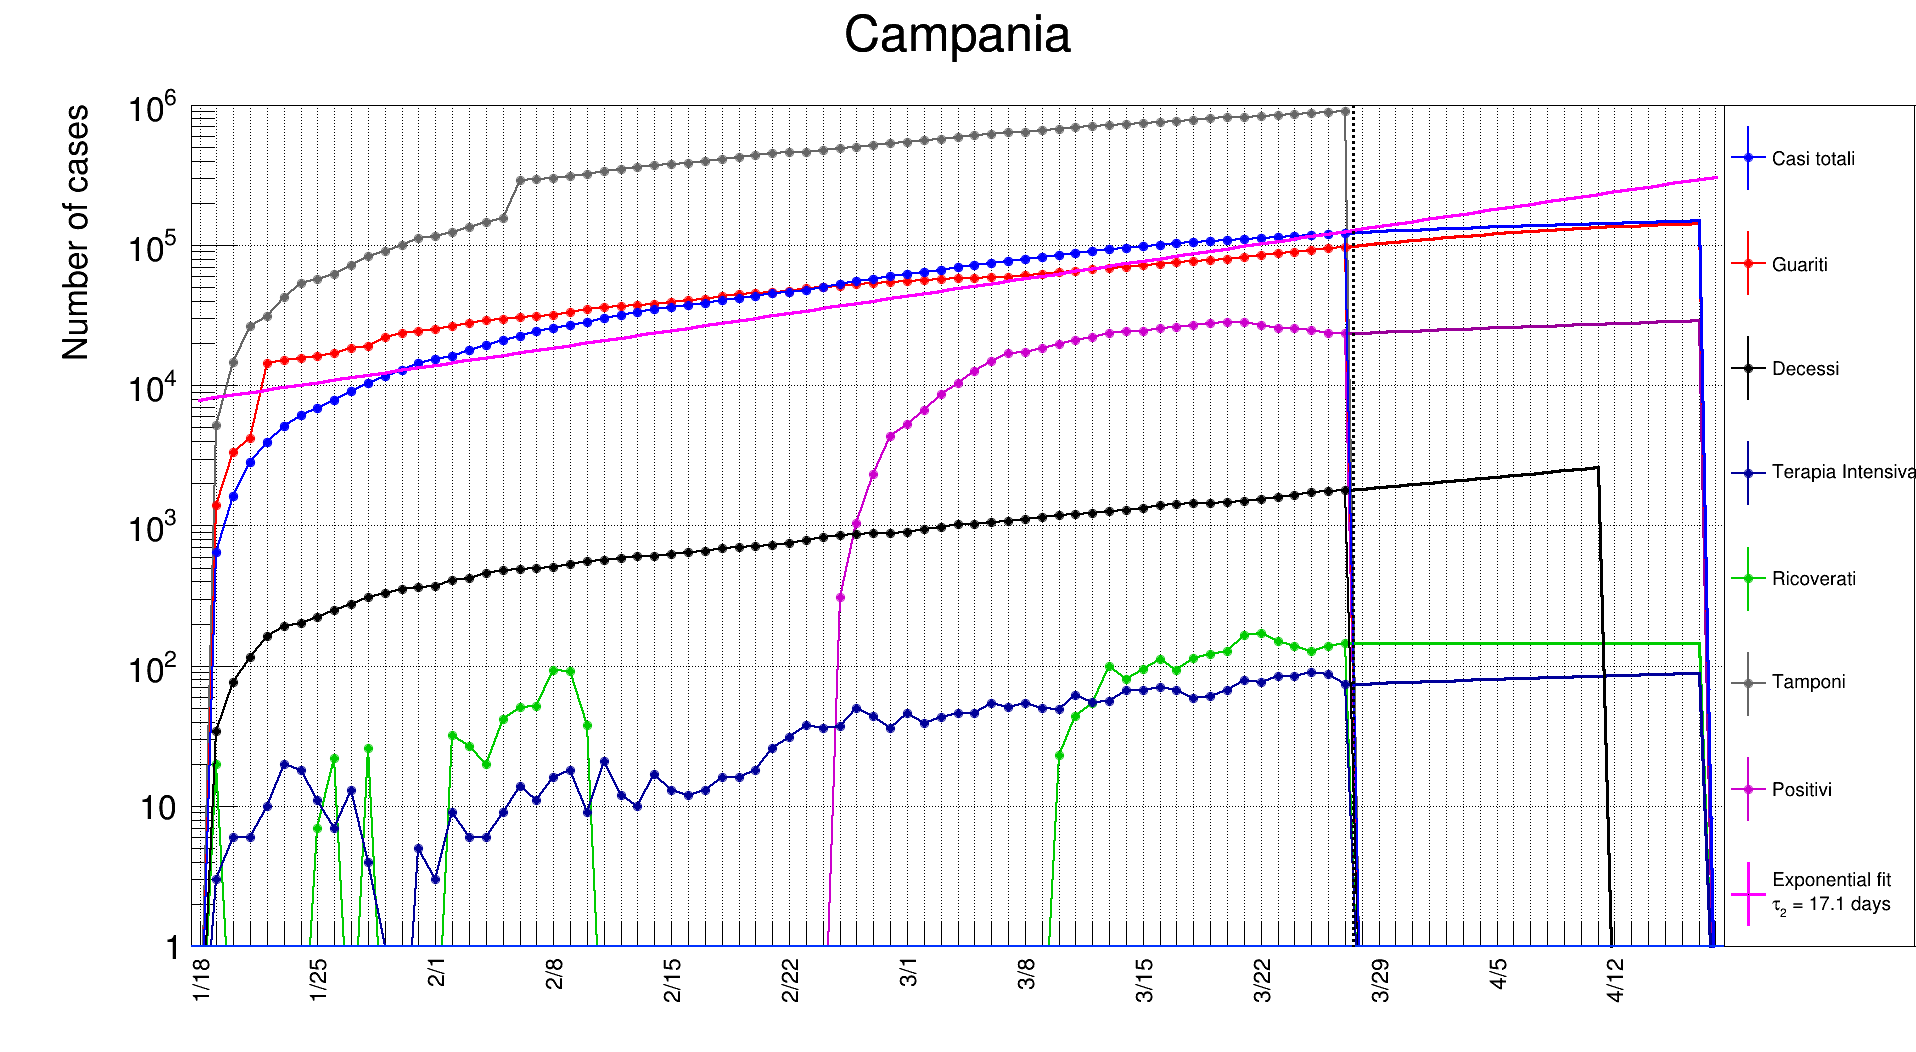 Campania
Number of cases
10^6
10^5
10^4
10^3
10^2
10
1
1/18
1/25
2/1
2/8
2/15
2/22
3/1
3/8
3/15
3/22
3/29
4/5
4/12
Casi totali
Guariti
Decessi
Terapia Intensiva
Ricoverati
Tamponi
Positivi
Exponential fit
τ₂ = 17.1 days